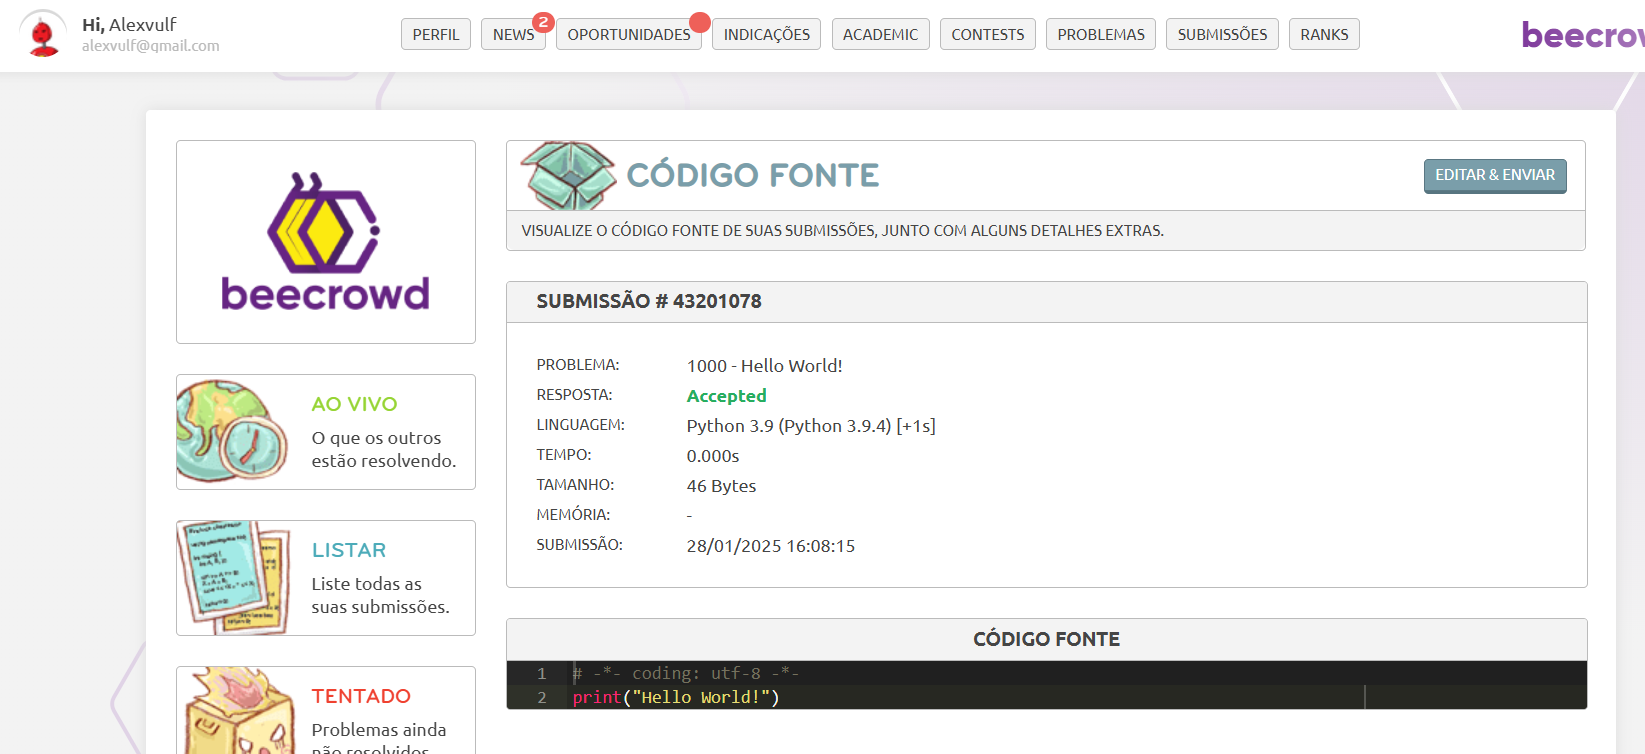 Hi, Alexvulf
alexvulf@gmail.com
PERFIL
NEWS
2
OPORTUNIDADES
INDICAÇÕES
ACADEMIC
CONTESTS
PROBLEMAS
SUBMISSÕES
RANKS
beecrow
beecrowd
AO VIVO
O que os outros
estão resolvendo.
LISTAR
Liste todas as
suas submissões.
TENTADO
Problemas ainda
não resolvidos
CÓDIGO FONTE
EDITAR & ENVIAR
VISUALIZE O CÓDIGO FONTE DE SUAS SUBMISSÕES, JUNTO COM ALGUNS DETALHES EXTRAS.
SUBMISSÃO # 43201078
PROBLEMA: 1000 - Hello World!
RESPOSTA: Accepted
LINGUAGEM: Python 3.9 (Python 3.9.4) [+1s]
TEMPO: 0.000s
TAMANHO: 46 Bytes
MEMÓRIA: -
SUBMISSÃO: 28/01/2025 16:08:15
CÓDIGO FONTE
1 # -*- coding: utf-8 -*-
2 print("Hello World!")